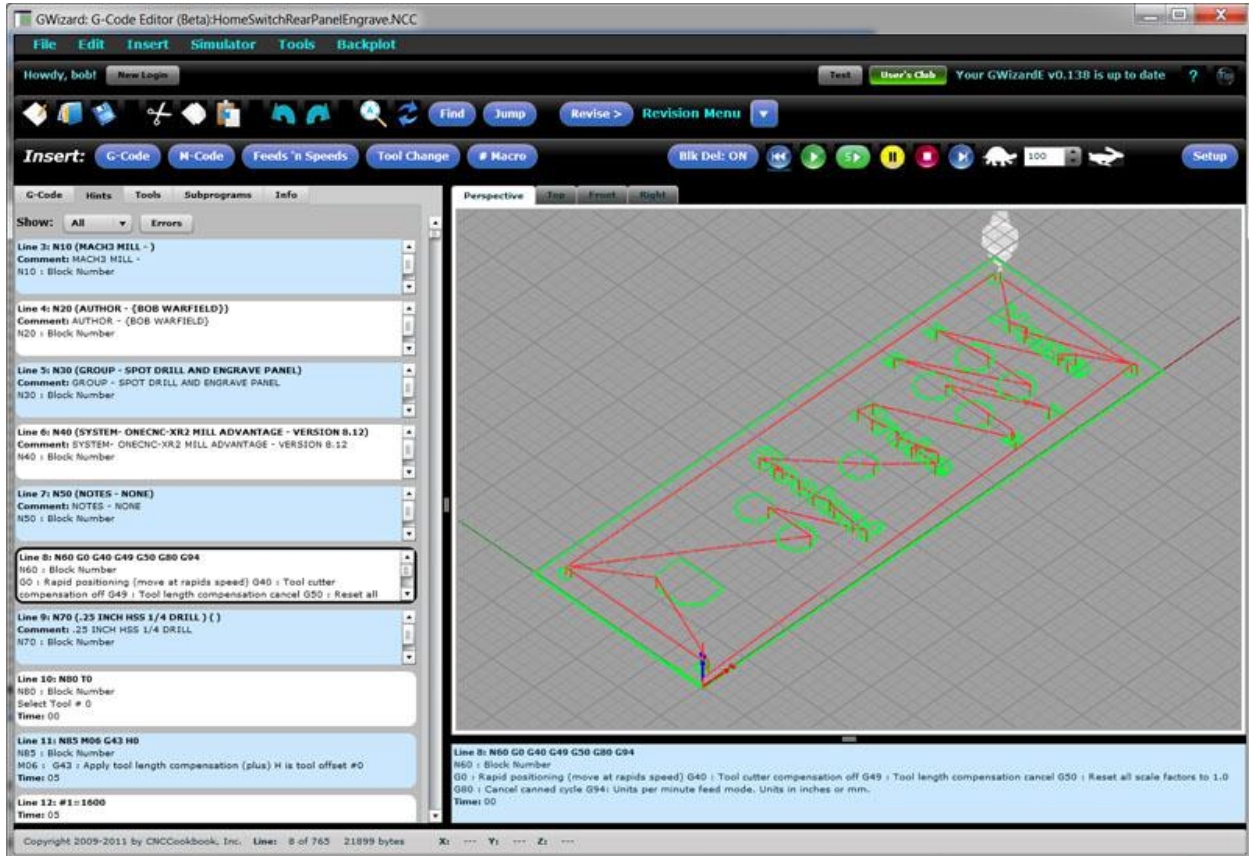 GWizard: G-Code Editor (Beta):HomeSwitchRearPanelEngrave.NCC
File Edit Insert Simulator Tools Backplot
Howdy, bob! New Login Test User's Club Your GWizardE v0.138 is up to date ?
Find Jump Revise > Revision Menu
Insert: G-Code M-Code Feeds 'n Speeds Tool Change # Macro Blk Del: ON S 100 Setup
G-Code Hints Tools Subprograms Info
Perspective Top Front Right
Show: All Errors
Line 3: N10 (MACH3 MILL - )
Comment: MACH3 MILL -
N10 : Block Number
Line 4: N20 (AUTHOR - {BOB WARFIELD})
Comment: AUTHOR - {BOB WARFIELD}
N20 : Block Number
Line 5: N30 (GROUP - SPOT DRILL AND ENGRAVE PANEL)
Comment: GROUP - SPOT DRILL AND ENGRAVE PANEL
N30 : Block Number
Line 6: N40 (SYSTEM- ONECNC-XR2 MILL ADVANTAGE - VERSION 8.12)
Comment: SYSTEM- ONECNC-XR2 MILL ADVANTAGE - VERSION 8.12
N40 : Block Number
Line 7: N50 (NOTES - NONE)
Comment: NOTES - NONE
N50 : Block Number
Line 8: N60 G0 G40 G49 G50 G80 G94
N60 : Block Number
G0 : Rapid positioning (move at rapids speed) G40 : Tool cutter
compensation off G49 : Tool length compensation cancel G50 : Reset all
Line 9: N70 (.25 INCH HSS 1/4 DRILL ) ( )
Comment: .25 INCH HSS 1/4 DRILL
N70 : Block Number
Line 10: N80 T0
N80 : Block Number
Select Tool # 0
Time: 00
Line 11: N85 M06 G43 H0
N85 : Block Number
M06 : G43 : Apply tool length compensation (plus) H is tool offset #0
Time: 05
Line 12: #1=1600
Time: 05
Line 8: N60 G0 G40 G49 G50 G80 G94
N60 : Block Number
G0 : Rapid positioning (move at rapids speed) G40 : Tool cutter compensation off G49 : Tool length compensation cancel G50 : Reset all scale factors to 1.0
G80 : Cancel canned cycle G94: Units per minute feed mode. Units in inches or mm.
Time: 00
Copyright 2009-2011 by CNCCookbook, Inc. Line: 8 of 765 21899 bytes X: --- Y: --- Z: ---